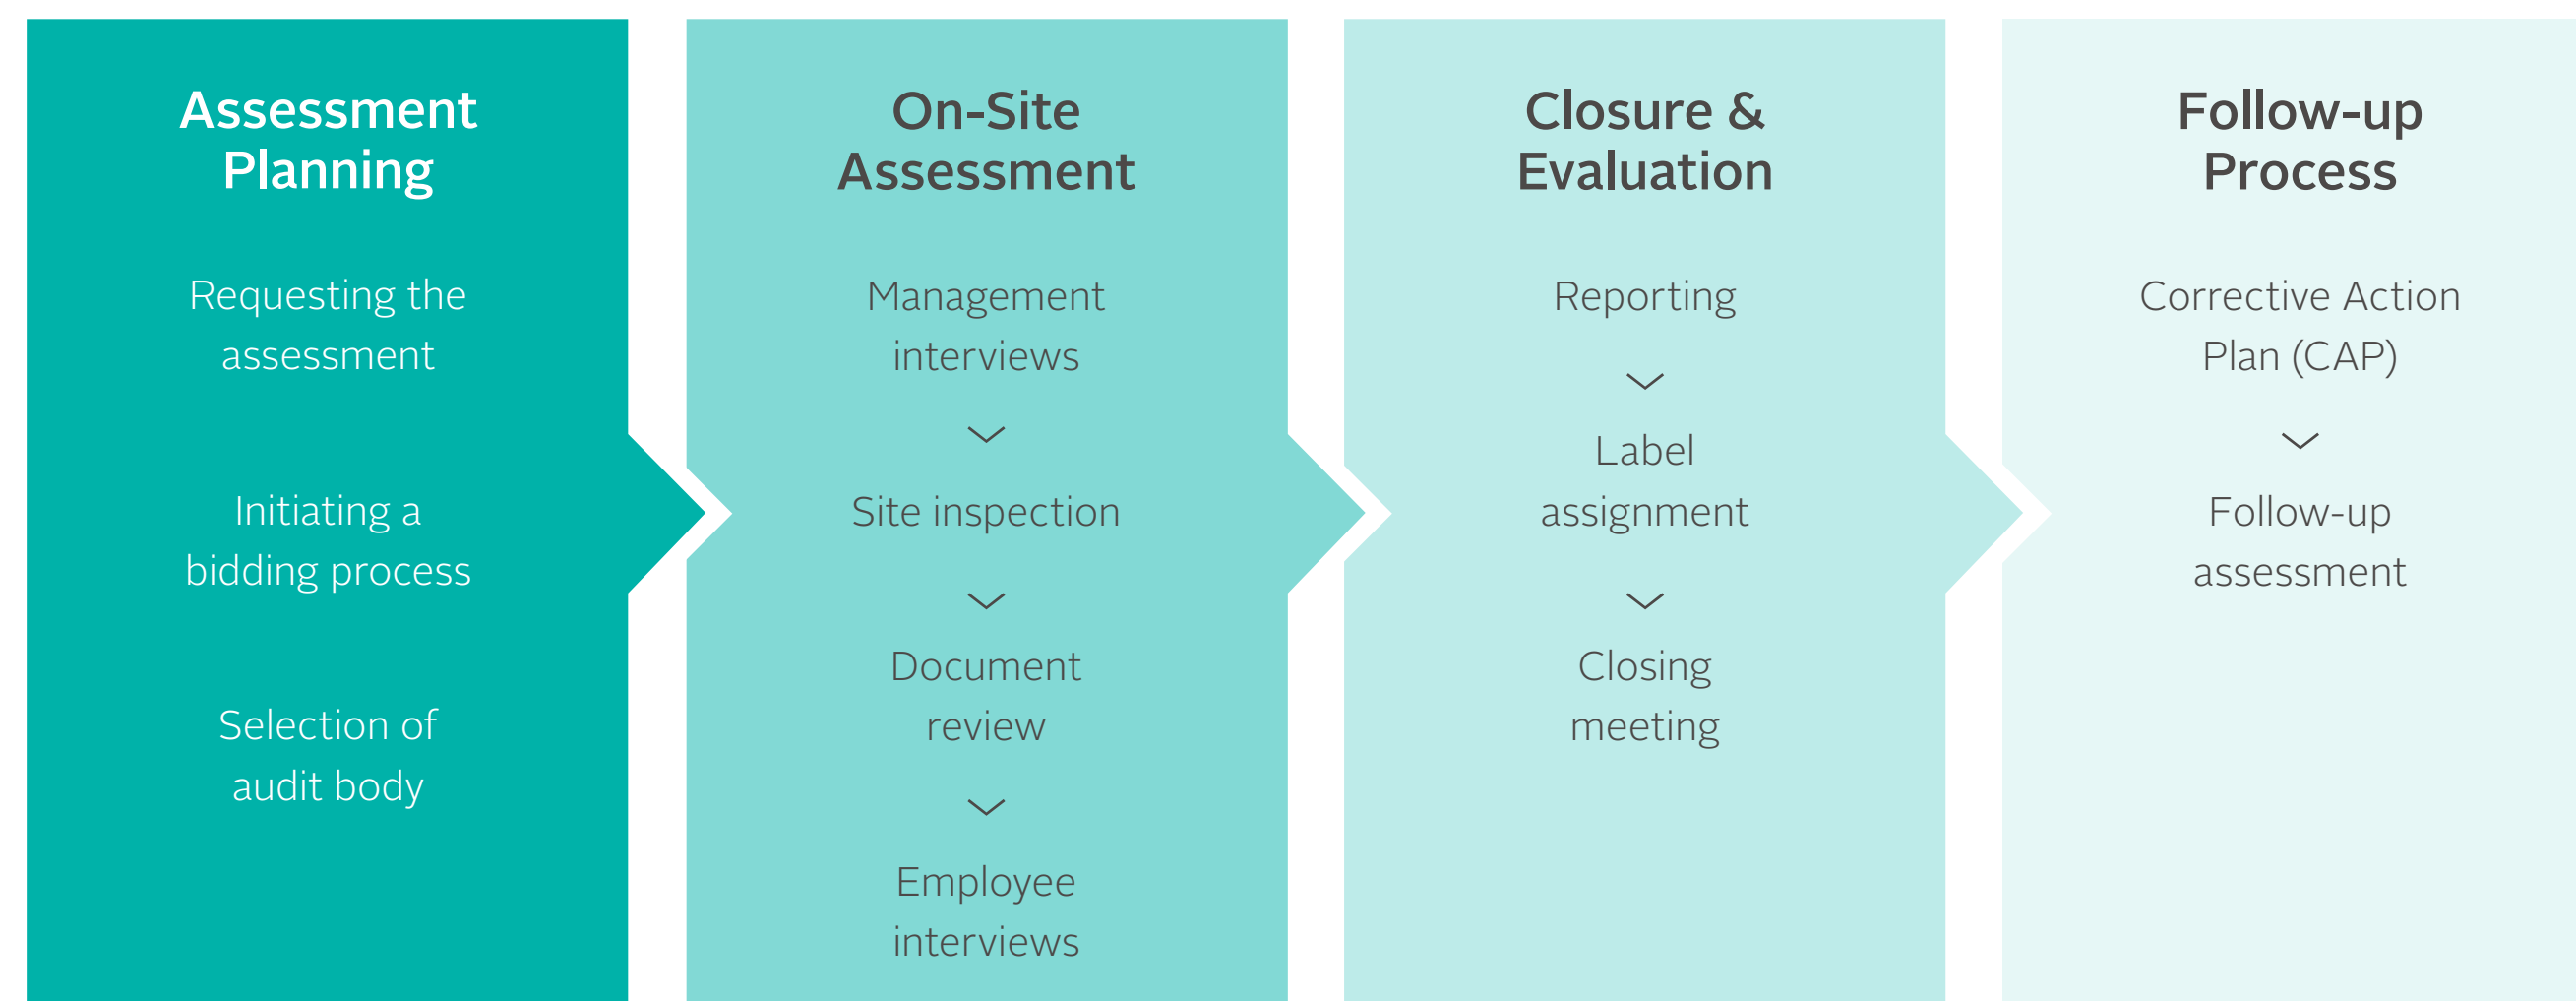 Assessment
Planning
Requesting the
assessment
Initiating a
bidding process
Selection of
audit body
On-Site
Assessment
Management
interviews
Site inspection
Document
review
Employee
interviews
Closure &
Evaluation
Reporting
Label
assignment
Closing
meeting
Follow-up
Process
Corrective Action
Plan (CAP)
Follow-up
assessment